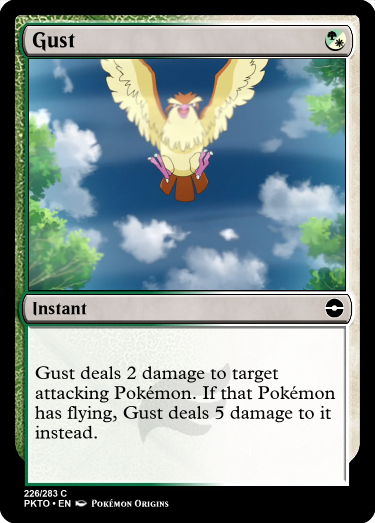 Gust
Instant
Gust deals 2 damage to target
attacking Pokémon. If that Pokémon
has flying, Gust deals 5 damage to it
instead.
226/283 C
PKTO • EN Pokémon Origins